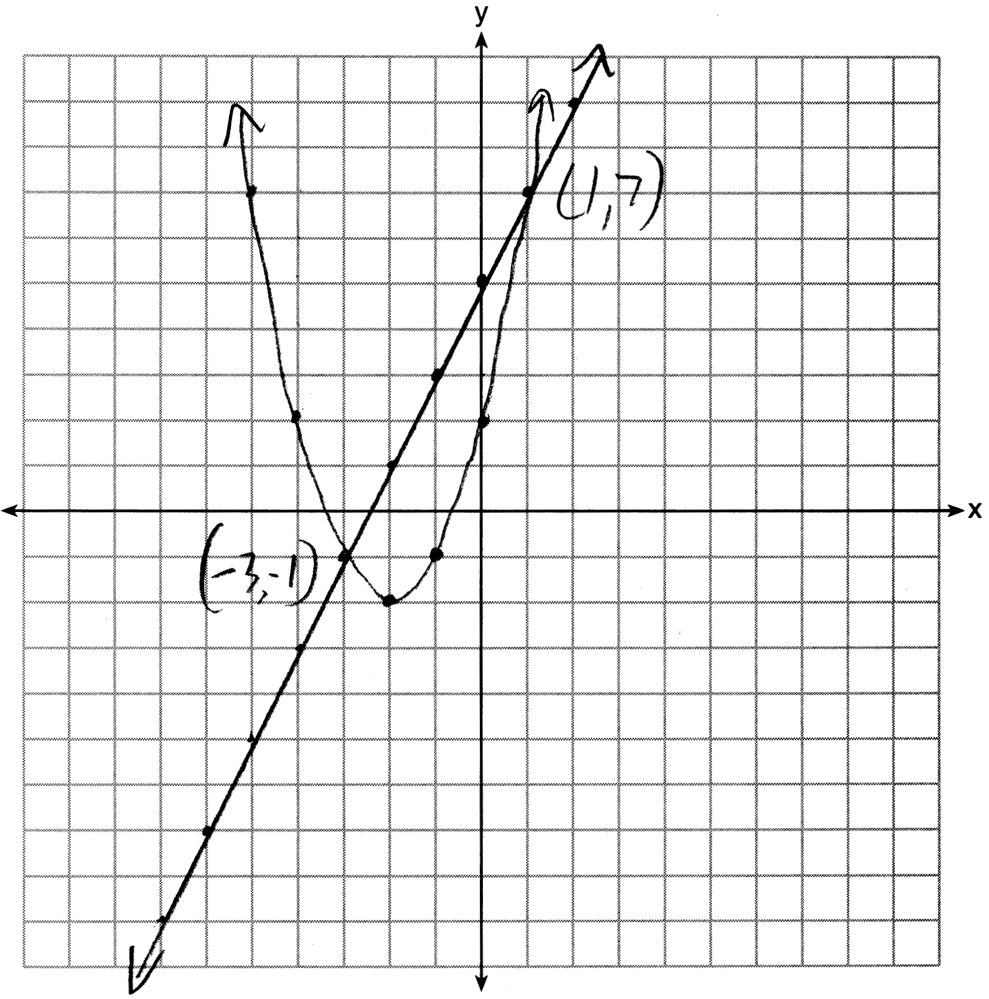 y
(1,7)
x
(-3,-1)